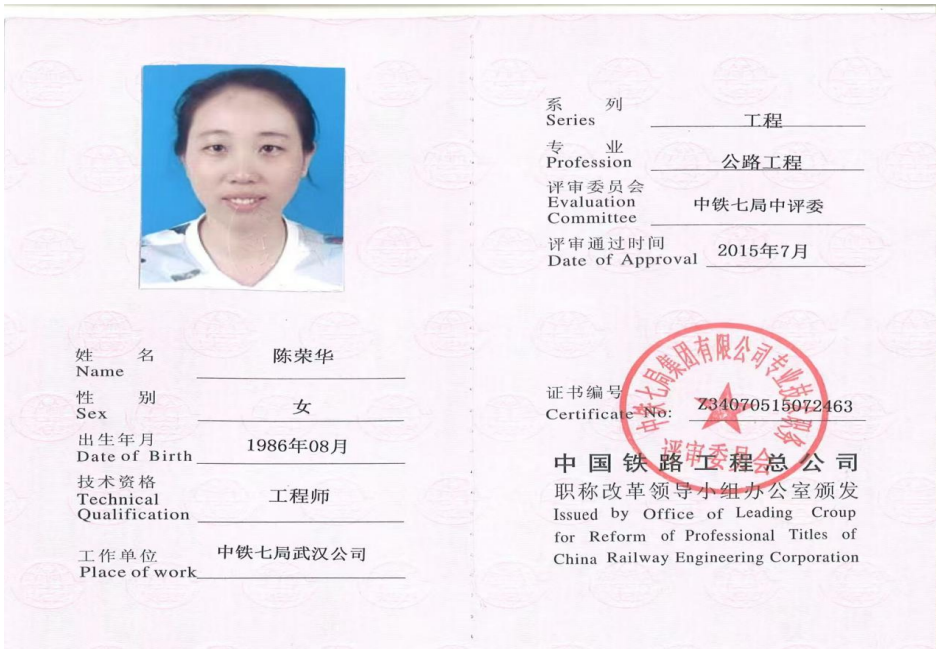 姓 名 陈荣华
Name
性 别
Sex 女
出生年月
Date of Birth 1986年08月
技术资格
Technical 工程师
Qualification
工作单位 中铁七局武汉公司
Place of work
系 列
Series 工程
专 业
Profession 公路工程
评审委员会
Evaluation 中铁七局中评委
Committee
评审通过时间
Date of Approval 2015年7月
中铁七局集团有限公司专业技术职务
评审委员会
证书编号
Certificate No: Z34070515072463
中国铁路工程总公司
职称改革领导小组办公室颁发
Issued by Office of Leading Croup
for Reform of Professional Titles of
China Railway Engineering Corporation